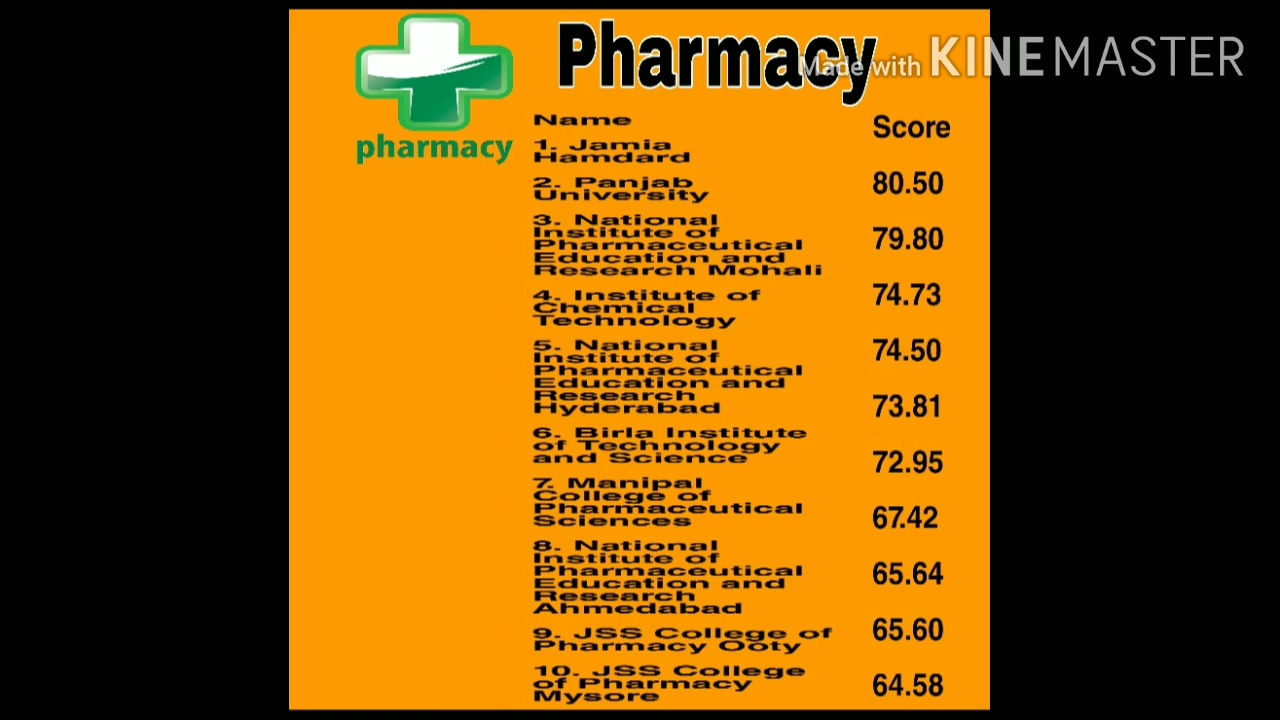 Pharmacy
Made with KINEMASTER
pharmacy
Name
1. Jamia
Hamdard
2. Panjab
University
3. National
Institute of
Pharmaceutical
Education and
Research Mohali
4. Institute of
Chemical
Technology
5. National
Institute of
Pharmaceutical
Education and
Research
Hyderabad
6. Birla Institute
of Technology
and Science
7. Manipal
College of
Pharmaceutical
Sciences
8. National
Institute of
Pharmaceutical
Education and
Research
Ahmedabad
9. JSS College of
Pharmacy Ooty
10. JSS College
of Pharmacy
Mysore
Score
80.50
79.80
74.73
74.50
73.81
72.95
67.42
65.64
65.60
64.58